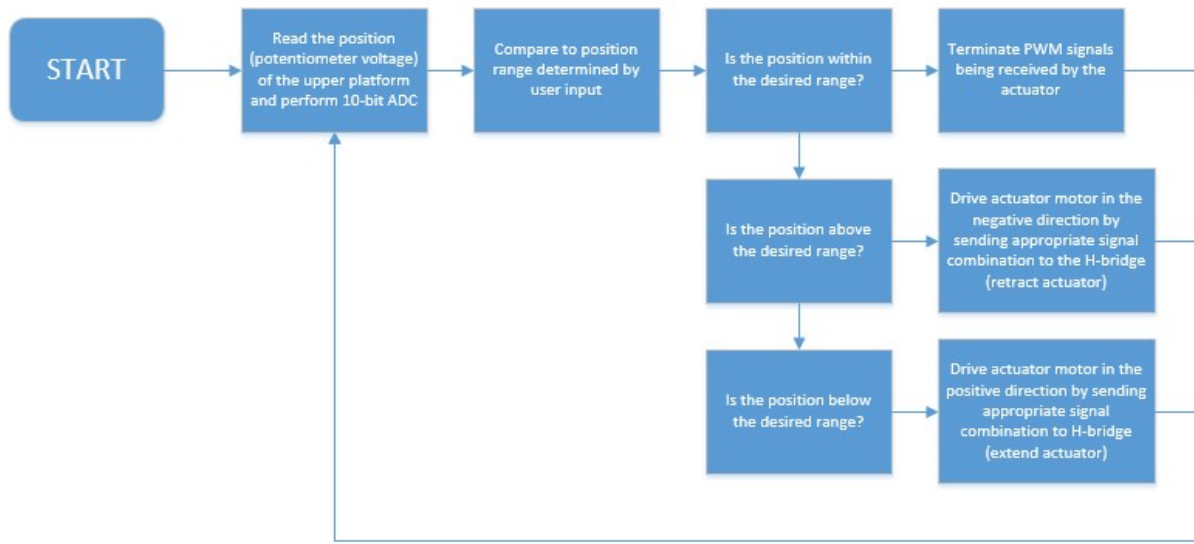 START
Read the position
(potentiometer voltage)
of the upper platform
and perform 10-bit ADC
Compare to position
range determined by
user input
Is the position within
the desired range?
Terminate PWM signals
being received by the
actuator
Is the position above
the desired range?
Drive actuator motor in the
negative direction by
sending appropriate signal
combination to the H-bridge
(retract actuator)
Is the position below
the desired range?
Drive actuator motor in the
positive direction by sending
appropriate signal
combination to H-bridge
(extend actuator)